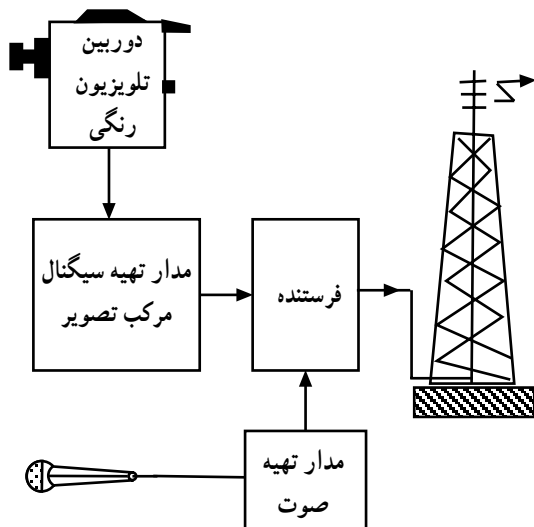 دوربین
تلویزیون
رنگی
مدار تهیه سیگنال
مرکب تصویر
فرستنده
مدار تهیه
صوت